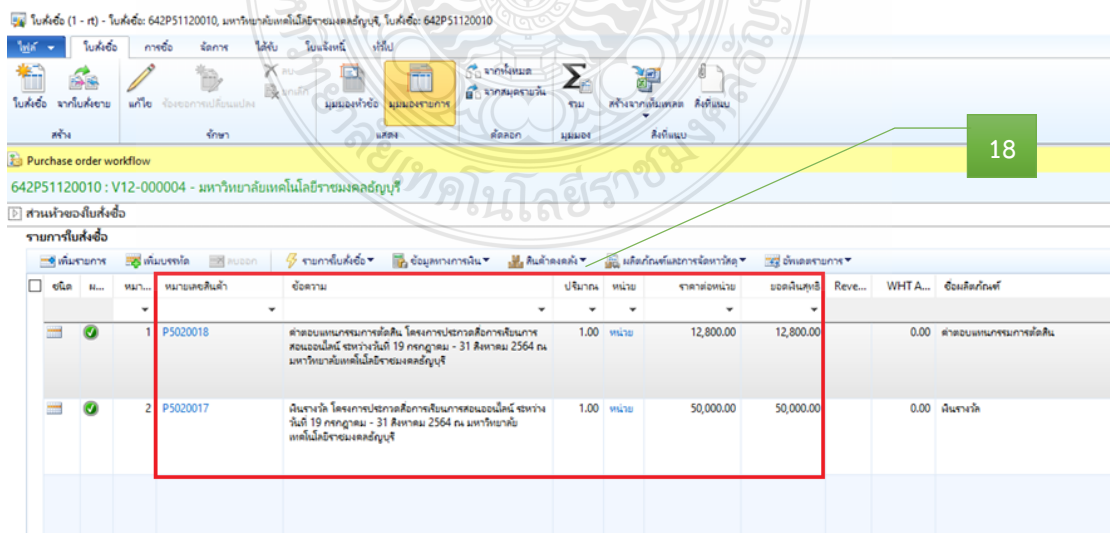 ใบสั่งซื้อ (1 - rt) - ใบสั่งซื้อ: 642P51120010, มหาวิทยาลัยเทคโนโลยีราชมงคลธัญบุรี, ใบสั่งซื้อ: 642P51120010
ไฟล์ ใบสั่งซื้อ การซื้อ จัดการ ได้รับ ใบแจ้งหนี้ ทั่วไป
ใบสั่งซื้อ จากใบสั่งขาย แก้ไข ร้องขอการเปลี่ยนแปลง ลบ ยกเลิก มุมมองหัวข้อ มุมมองรายการ จากทั้งหมด จากสมุดรายวัน รวม สร้างจากเท็มเพลต สิ่งที่แนบ
สร้าง รักษา แสดง คัดลอก มุมมอง สิ่งที่แนบ
18
Purchase order workflow
642P51120010 : V12-000004 - มหาวิทยาลัยเทคโนโลยีราชมงคลธัญบุรี
ส่วนหัวของใบสั่งซื้อ
รายการใบสั่งซื้อ
เพิ่มรายการ เพิ่มบรรทัด ลบออก รายการใบสั่งซื้อ ข้อมูลทางการเงิน สินค้าคงคลัง ผลิตภัณฑ์และการจัดหาวัสดุ อัพเดตรายการ
ชนิด ผ... หมา... หมายเลขสินค้า ข้อความ ปริมาณ หน่วย ราคาต่อหน่วย ยอดเงินสุทธิ Reve... WHT A... ชื่อผลิตภัณฑ์
1 P5020018 ค่าตอบแทนกรรมการตัดสิน โครงการประกวดสื่อการเรียนการ 1.00 หน่วย 12,800.00 12,800.00 0.00 ค่าตอบแทนกรรมการตัดสิน
สอนออนไลน์ ระหว่างวันที่ 19 กรกฎาคม - 31 สิงหาคม 2564 ณ
มหาวิทยาลัยเทคโนโลยีราชมงคลธัญบุรี
2 P5020017 เงินรางวัล โครงการประกวดสื่อการเรียนการสอนออนไลน์ ระหว่าง 1.00 หน่วย 50,000.00 50,000.00 0.00 เงินรางวัล
วันที่ 19 กรกฎาคม - 31 สิงหาคม 2564 ณ มหาวิทยาลัย
เทคโนโลยีราชมงคลธัญบุรี